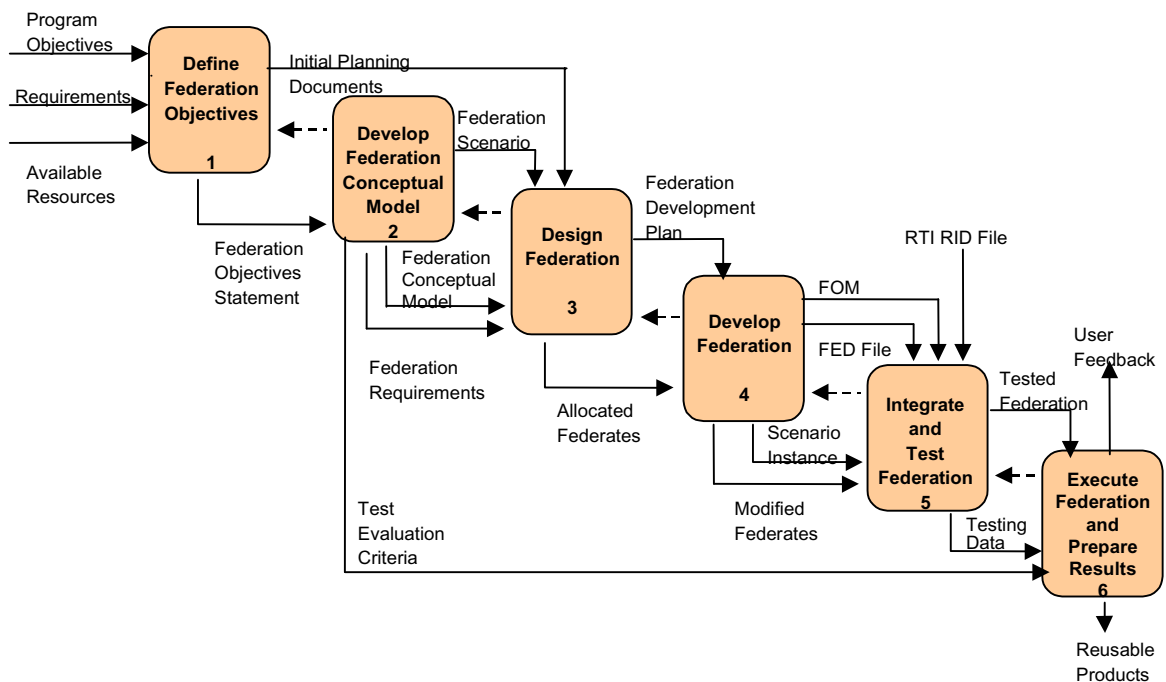 Program
Objectives
Requirements
Available
Resources
Define
Federation
Objectives
1
Initial Planning
Documents
Federation
Objectives
Statement
Develop
Federation
Conceptual
Model
2
Federation
Scenario
Federation
Conceptual
Model
Federation
Requirements
Test
Evaluation
Criteria
Design
Federation
3
Federation
Development
Plan
Allocated
Federates
Develop
Federation
4
FOM
FED File
RTI RID File
Scenario
Instance
Modified
Federates
Integrate
and
Test
Federation
5
Tested
Federation
Testing
Data
User
Feedback
Execute
Federation
and
Prepare
Results
6
Reusable
Products